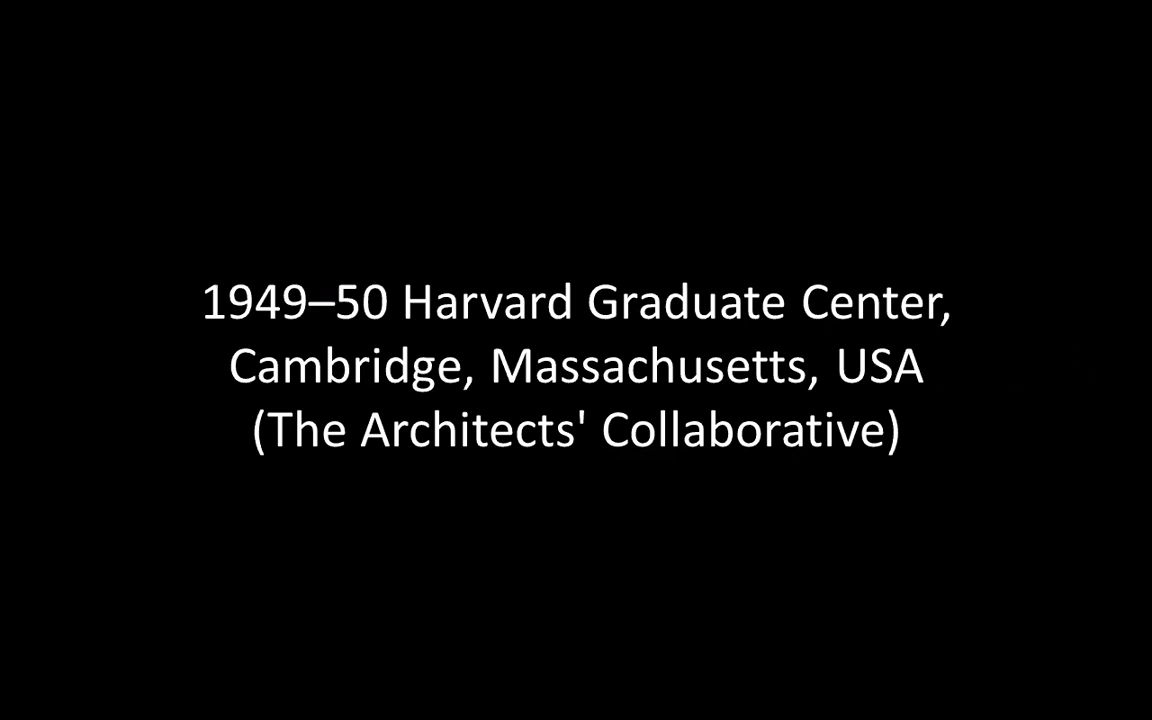 1949–50 Harvard Graduate Center,
Cambridge, Massachusetts, USA
(The Architects' Collaborative)